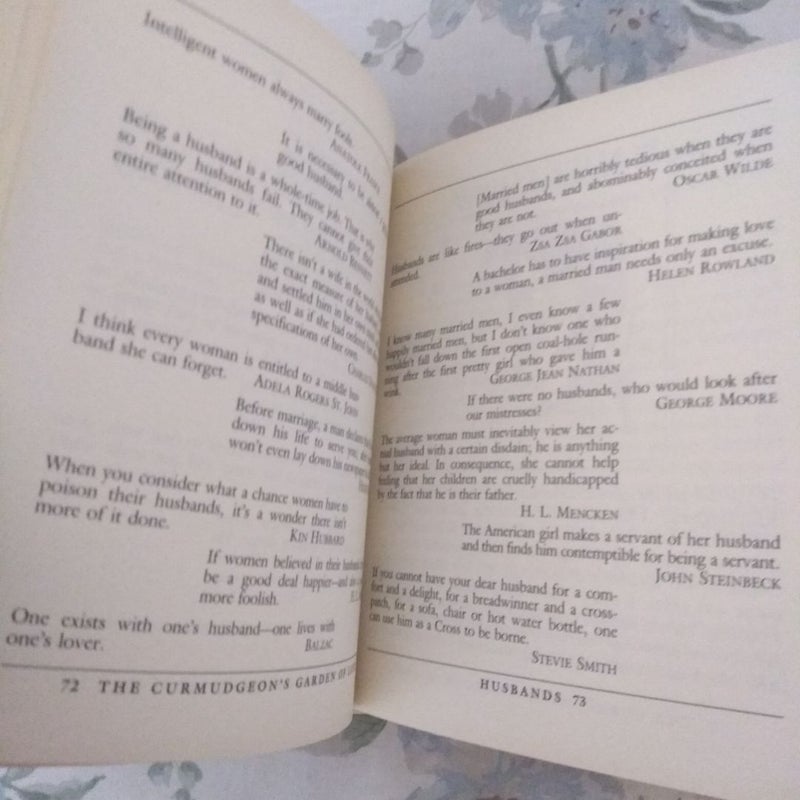 Intelligent women always marry fools.
ANATOLE FRANCE
It is necessary to be almost a
good husband.
Being a husband is a whole-time job. That is why
so many husbands fail. They cannot give their
entire attention to it.
ARNOLD BENNETT
There isn't a wife in the world
the exact measure of her husband
and settled him in her own
as well as if she had ordered
specifications of her own.
I think every woman is entitled to a middle hus-
band she can forget.
ADELA ROGERS ST. JOHN
Before marriage, a man declares
down his life to serve you;
won't even lay down his newspaper
When you consider what a chance women have to
poison their husbands, it's a wonder there isn't
more of it done.
KIN HUBBARD
If women believed in their husbands
be a good deal happier—and
more foolish.
One exists with one's husband—one lives with
one's lover.
BALZAC
72 THE CURMUDGEON'S GARDEN OF
[Married men] are horribly tedious when they are
good husbands, and abominably conceited when
they are not.
OSCAR WILDE
Husbands are like fires—they go out when un-
attended.
ZSA ZSA GABOR
A bachelor has to have inspiration for making love
to a woman, a married man needs only an excuse.
HELEN ROWLAND
I know many married men, I even know a few
happily married men, but I don't know one who
wouldn't fall down the first open coal-hole run-
ning after the first pretty girl who gave him a
wink.
GEORGE JEAN NATHAN
If there were no husbands, who would look after
our mistresses?
GEORGE MOORE
The average woman must inevitably view her ac-
tual husband with a certain disdain; he is anything
but her ideal. In consequence, she cannot help
finding that her children are cruelly handicapped
by the fact that he is their father.
H. L. MENCKEN
The American girl makes a servant of her husband
and then finds him contemptible for being a servant.
JOHN STEINBECK
If you cannot have your dear husband for a com-
fort and a delight, for a breadwinner and a cross-
patch, for a sofa, chair or hot water bottle, one
can use him as a Cross to be borne.
STEVIE SMITH
HUSBANDS 73